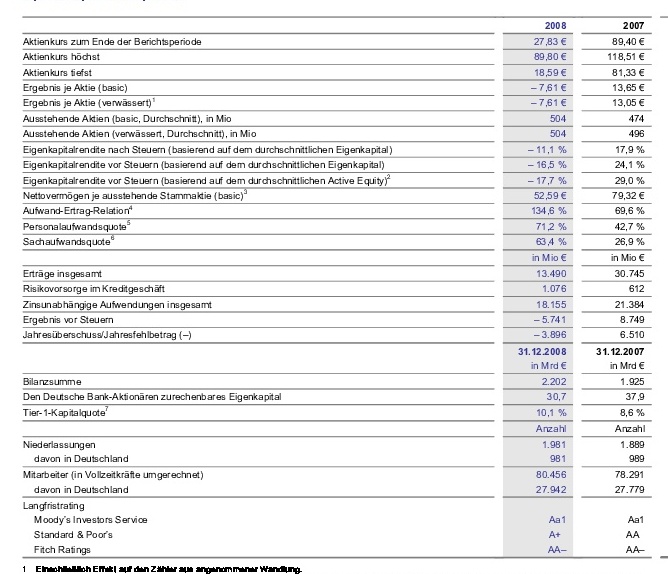 2008 2007
Aktienkurs zum Ende der Berichtsperiode 27,83 € 89,40 €
Aktienkurs höchst 89,80 € 118,51 €
Aktienkurs tiefst 18,59 € 81,33 €
Ergebnis je Aktie (basic) – 7,61 € 13,65 €
Ergebnis je Aktie (verwässert)1 – 7,61 € 13,05 €
Ausstehende Aktien (basic, Durchschnitt), in Mio 504 474
Ausstehende Aktien (verwässert, Durchschnitt), in Mio 504 496
Eigenkapitalrendite nach Steuern (basierend auf dem durchschnittlichen Eigenkapital) – 11,1 % 17,9 %
Eigenkapitalrendite vor Steuern (basierend auf dem durchschnittlichen Eigenkapital) – 16,5 % 24,1 %
Eigenkapitalrendite vor Steuern (basierend auf dem durchschnittlichen Active Equity)2 – 17,7 % 29,0 %
Nettovermögen je ausstehende Stammaktie (basic)3 52,59 € 79,32 €
Aufwand-Ertrag-Relation4 134,6 % 69,6 %
Personalaufwandsquote5 71,2 % 42,7 %
Sachaufwandsquote6 63,4 % 26,9 %
in Mio € in Mio €
Erträge insgesamt 13.490 30.745
Risikovorsorge im Kreditgeschäft 1.076 612
Zinsunabhängige Aufwendungen insgesamt 18.155 21.384
Ergebnis vor Steuern – 5.741 8.749
Jahresüberschuss/Jahresfehlbetrag (–) – 3.896 6.510
31.12.2008 31.12.2007
in Mrd € in Mrd €
Bilanzsumme 2.202 1.925
Den Deutsche Bank-Aktionären zurechenbares Eigenkapital 30,7 37,9
Tier-1-Kapitalquote7 10,1 % 8,6 %
Anzahl Anzahl
Niederlassungen 1.981 1.889
davon in Deutschland 981 989
Mitarbeiter (in Vollzeitkräfte umgerechnet) 80.456 78.291
davon in Deutschland 27.942 27.779
Langfristrating
Moody's Investors Service Aa1 Aa1
Standard & Poor's A+ AA
Fitch Ratings AA– AA–
1 Einschließlich Effekt auf den Zähler aus angenommener Wandlung.